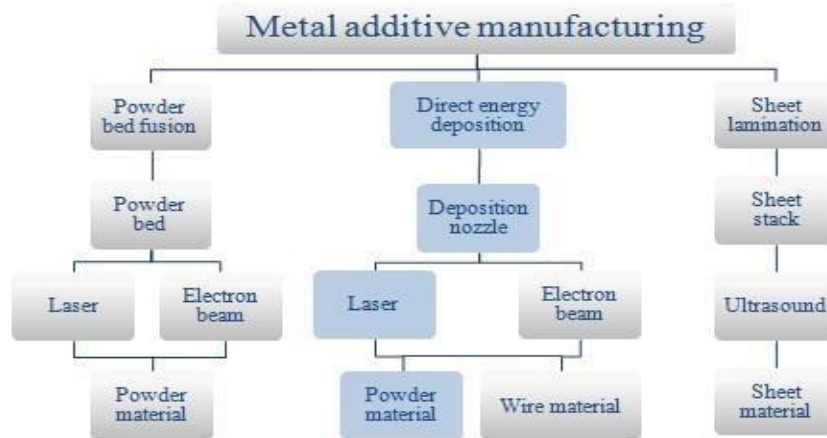 Metal additive manufacturing
Powder
bed fusion
Direct energy
deposition
Sheet
lamination
Powder
bed
Deposition
nozzle
Sheet
stack
Laser
Electron
beam
Laser
Electron
beam
Ultrasound
Powder
material
Powder
material
Wire material
Sheet
material